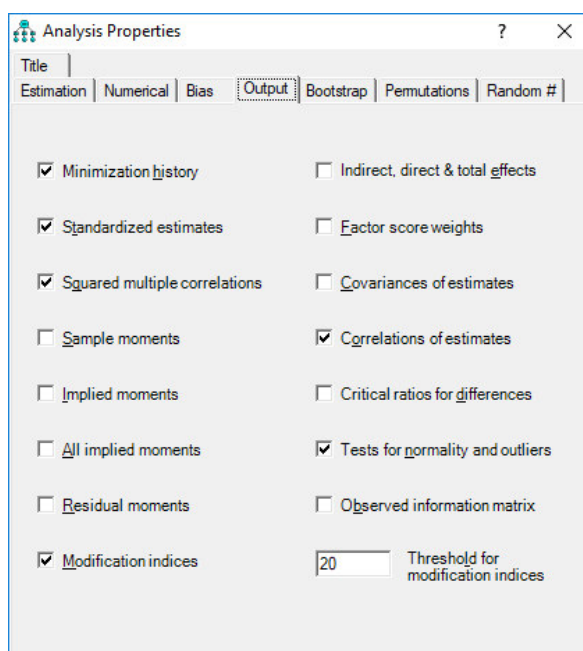 Analysis Properties ? X
Title
Estimation Numerical Bias Output Bootstrap Permutations Random #
Minimization history
Indirect, direct & total effects
Standardized estimates
Factor score weights
Squared multiple correlations
Covariances of estimates
Sample moments
Correlations of estimates
Implied moments
Critical ratios for differences
All implied moments
Tests for normality and outliers
Residual moments
Observed information matrix
Modification indices
20
Threshold for
modification indices